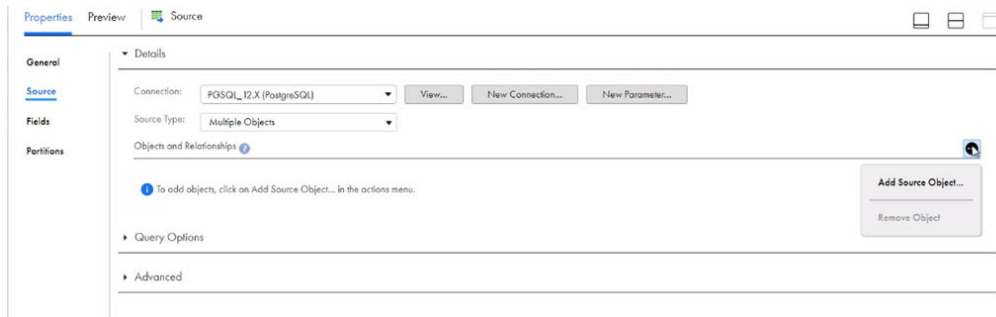 Properties Preview Source
General
Source
Fields
Partitions
Details
Connection: PGSQL_12.X (PostgreSQL) View... New Connection... New Parameter...
Source Type: Multiple Objects
Objects and Relationships ?
To add objects, click on Add Source Object... in the actions menu.
Add Source Object...
Remove Object
Query Options
Advanced